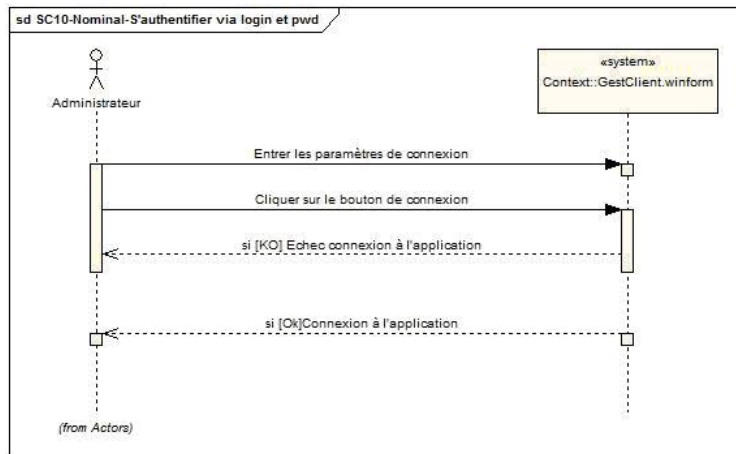 sd SC10-Nominal-S'authentifier via login et pwd
«system»
Context::GestClient.winform
Administrateur
Entrer les paramètres de connexion
Cliquer sur le bouton de connexion
si [KO] Echec connexion à l'application
si [Ok]Connexion à l'application
(from Actors)